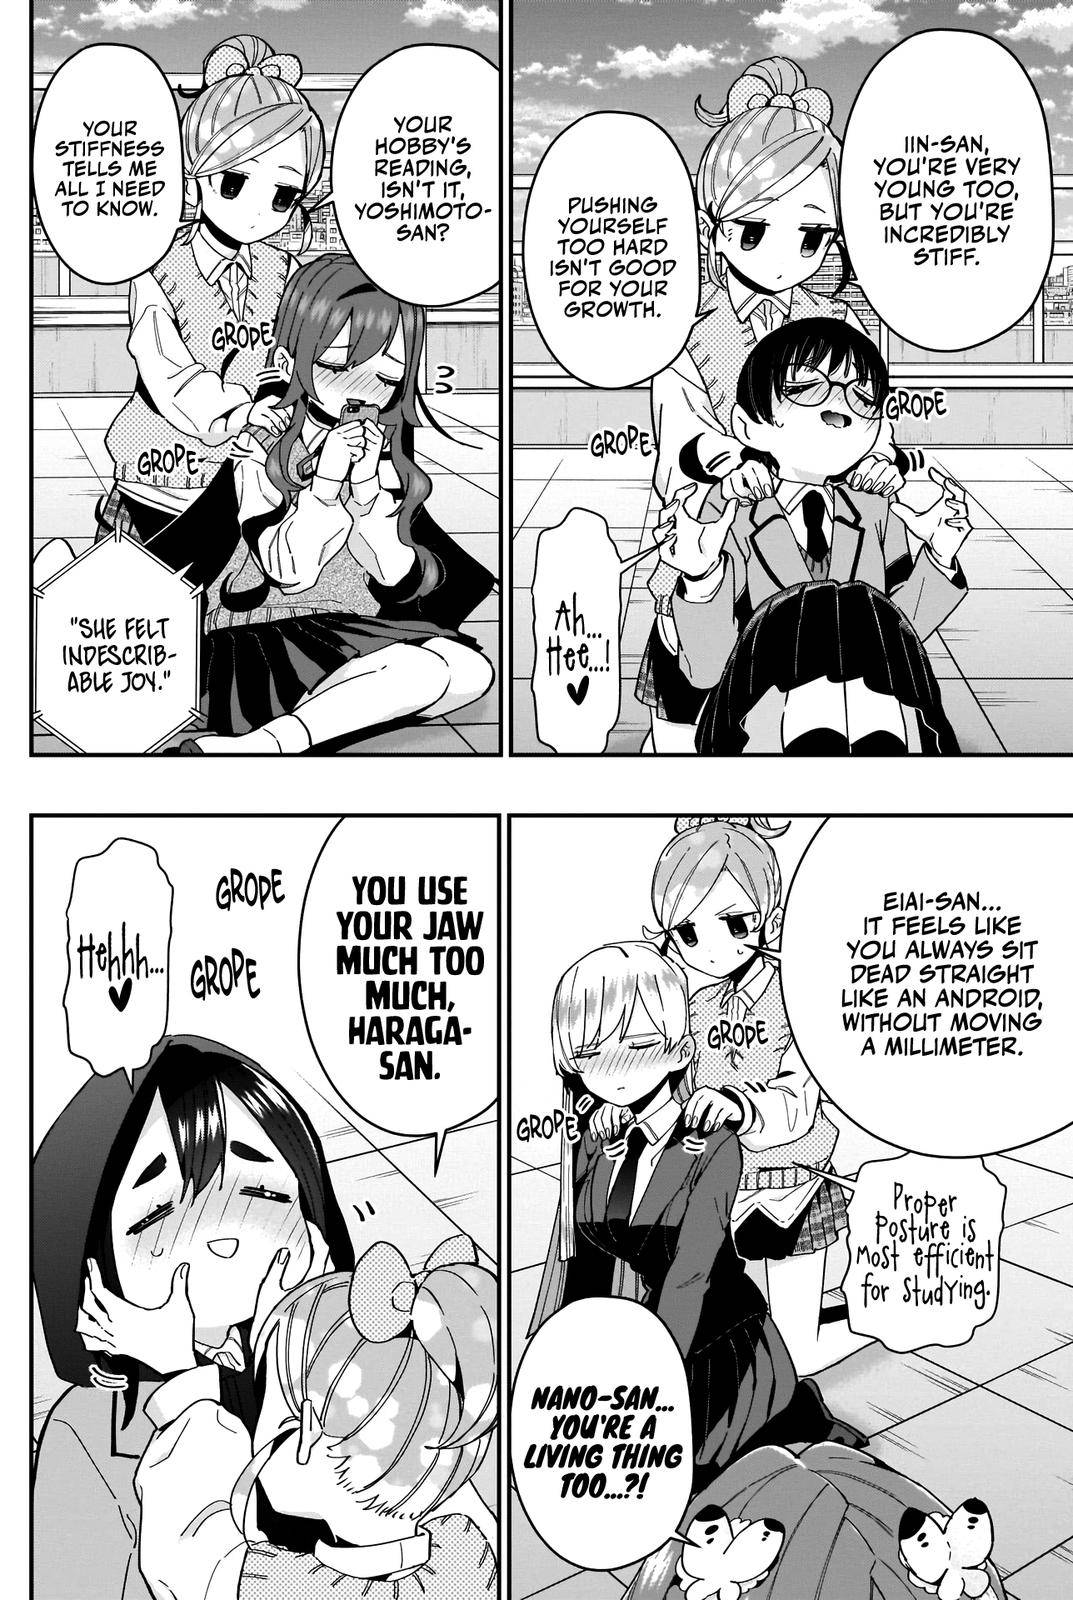 IIN-SAN,
YOU'RE VERY
YOUNG TOO,
BUT YOU'RE
INCREDIBLY
STIFF.
PUSHING
YOURSELF
TOO HARD
ISN'T GOOD
FOR YOUR
GROWTH.
GROPE
GROPE
Ah...
Hee...!
♥
YOUR
HOBBY'S
READING,
ISN'T IT,
YOSHIMOTO-
SAN?
YOUR
STIFFNESS
TELLS ME
ALL I NEED
TO KNOW.
GROPE
GROPE
"SHE FELT
INDESCRIB-
ABLE JOY."
EIAI-SAN...
IT FEELS LIKE
YOU ALWAYS SIT
DEAD STRAIGHT
LIKE AN ANDROID,
WITHOUT MOVING
A MILLIMETER.
GROPE
GROPE
Proper
Posture is
Most efficient
for Studying.
NANO-SAN...
YOU'RE A
LIVING THING
TOO...?!
YOU USE
YOUR JAW
MUCH TOO
MUCH,
HARAGA-
SAN.
GROPE
GROPE
Hehhh...
♥